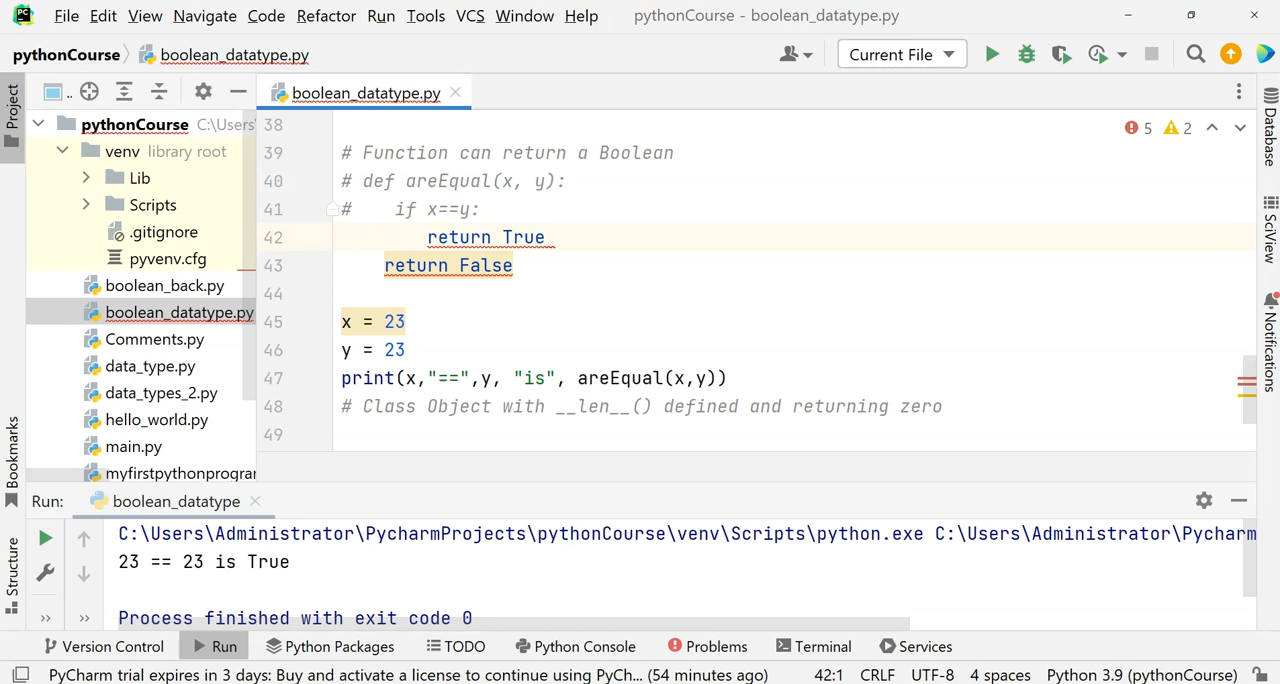 PC
File Edit View Navigate Code Refactor Run Tools VCS Window Help pythonCourse - boolean_datatype.py
pythonCourse boolean_datatype.py Current File
Project
..
boolean_datatype.py
pythonCourse C:\Users
venv library root
Lib
Scripts
.gitignore
pyvenv.cfg
boolean_back.py
boolean_datatype.py
Comments.py
data_type.py
data_types_2.py
hello_world.py
main.py
myfirstpythonprogra
5 2
38
39 # Function can return a Boolean
40 # def areEqual(x, y):
41 # if x==y:
42 return True
43 return False
44
45 x = 23
46 y = 23
47 print(x,"==",y, "is", areEqual(x,y))
48 # Class Object with __len__() defined and returning zero
49
Database
SciView
Notifications
Bookmarks
Structure
Run: boolean_datatype
C:\Users\Administrator\PycharmProjects\pythonCourse\venv\Scripts\python.exe C:\Users\Administrator\Pycharm
23 == 23 is True
Process finished with exit code 0
Version Control Run Python Packages TODO Python Console Problems Terminal Services
PyCharm trial expires in 3 days: Buy and activate a license to continue using PyCh... (54 minutes ago) 42:1 CRLF UTF-8 4 spaces Python 3.9 (pythonCourse)